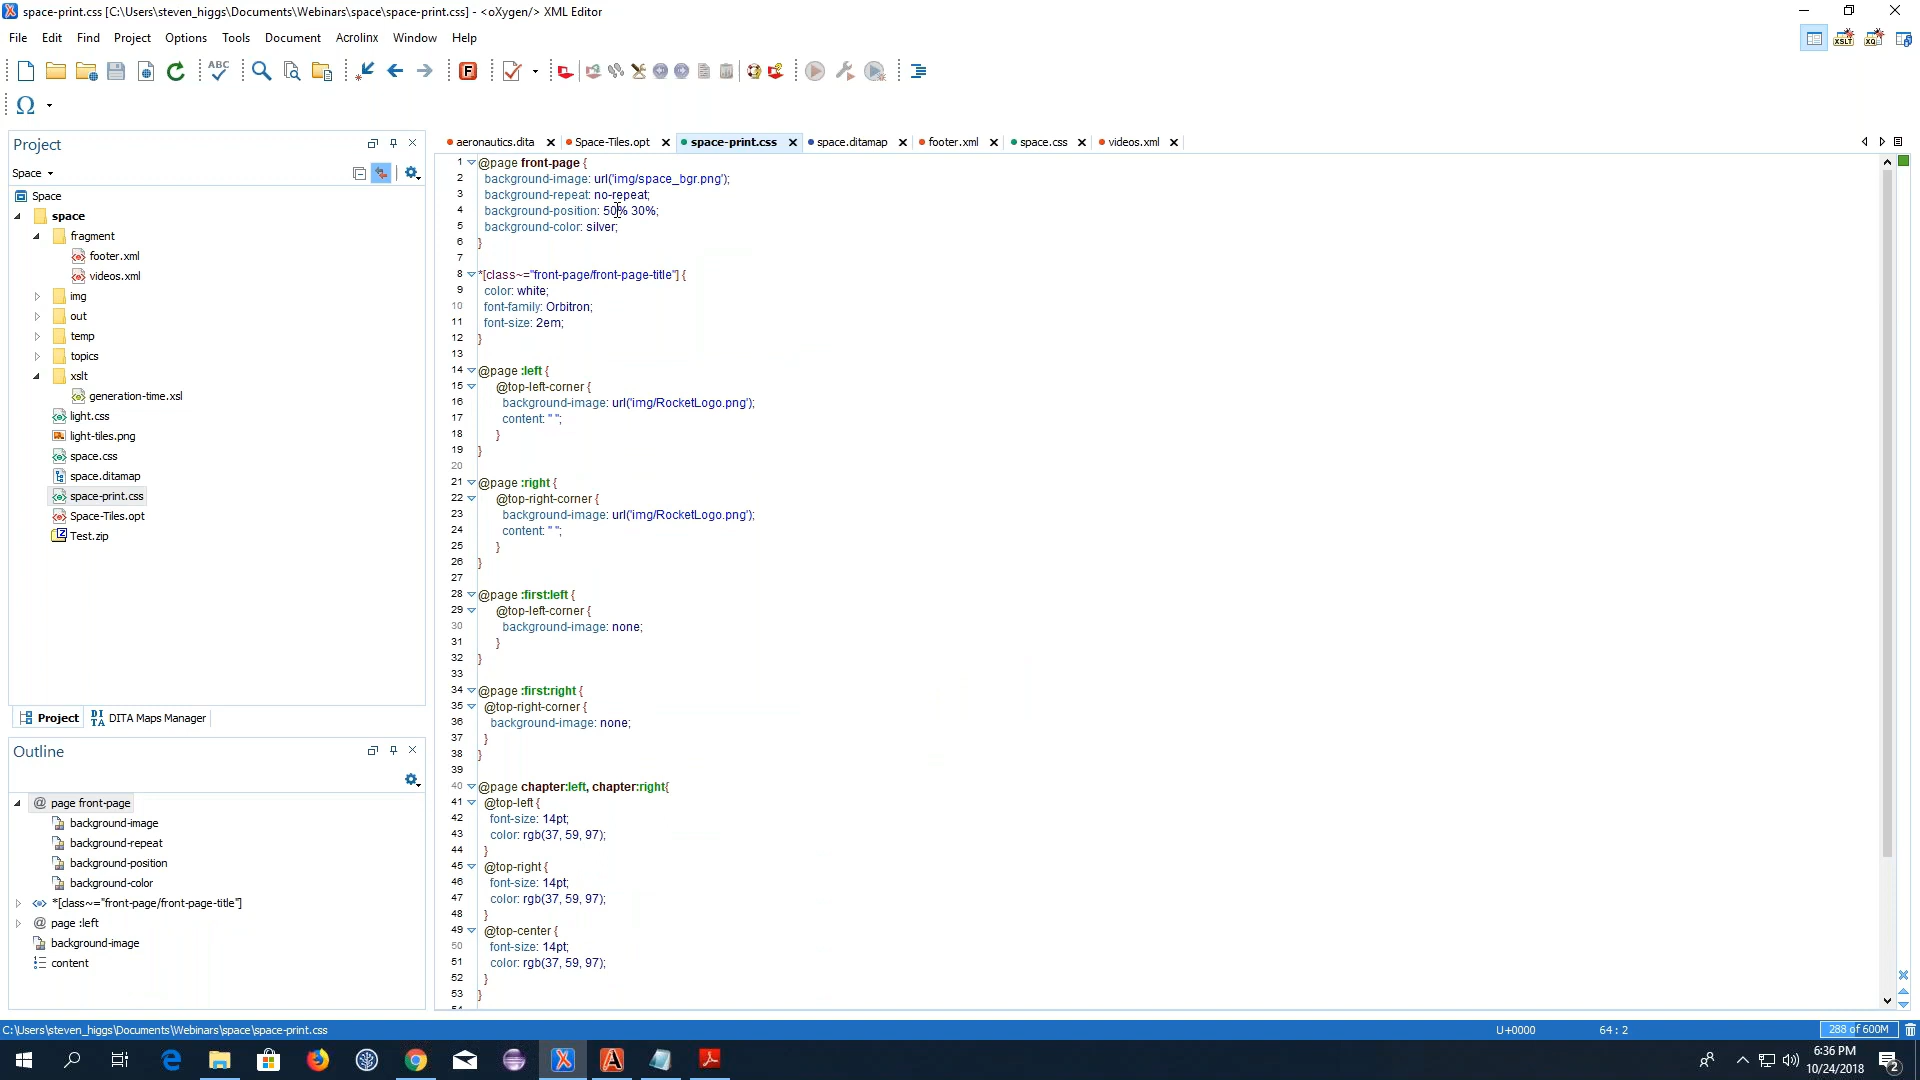 space-print.css [C:\Users\steven_higgs\Documents\Webinars\space\space-print.css] - <oXygen/> XML Editor
File Edit Find Project Options Tools Document Acrolinx Window Help
XSLT XQ
ABC F
Ω
Project
Space
Space
space
fragment
footer.xml
videos.xml
img
out
temp
topics
xslt
generation-time.xsl
light.css
light-tiles.png
space.css
space.ditamap
space-print.css
Space-Tiles.opt
Test.zip
Project DITA Maps Manager
Outline
@ page front-page
background-image
background-repeat
background-position
background-color
*[class~="front-page/front-page-title"]
@ page :left
background-image
content
aeronautics.dita Space-Tiles.opt space-print.css space.ditamap footer.xml space.css videos.xml
1 @page front-page {
2 background-image: url('img/space_bgr.png');
3 background-repeat: no-repeat;
4 background-position: 50% 30%;
5 background-color: silver;
6 }
7
8 *[class~="front-page/front-page-title"] {
9 color: white;
10 font-family: Orbitron;
11 font-size: 2em;
12 }
13
14 @page :left {
15 @top-left-corner {
16 background-image: url('img/RocketLogo.png');
17 content: " ";
18 }
19 }
20
21 @page :right {
22 @top-right-corner {
23 background-image: url('img/RocketLogo.png');
24 content: " ";
25 }
26 }
27
28 @page :first:left {
29 @top-left-corner {
30 background-image: none;
31 }
32 }
33
34 @page :first:right {
35 @top-right-corner {
36 background-image: none;
37 }
38 }
39
40 @page chapter:left, chapter:right{
41 @top-left {
42 font-size: 14pt;
43 color: rgb(37, 59, 97);
44 }
45 @top-right {
46 font-size: 14pt;
47 color: rgb(37, 59, 97);
48 }
49 @top-center {
50 font-size: 14pt;
51 color: rgb(37, 59, 97);
52 }
53 }
54
C:\Users\steven_higgs\Documents\Webinars\space\space-print.css U+0000 64 : 2 288 of 600M
6:36 PM
10/24/2018
2